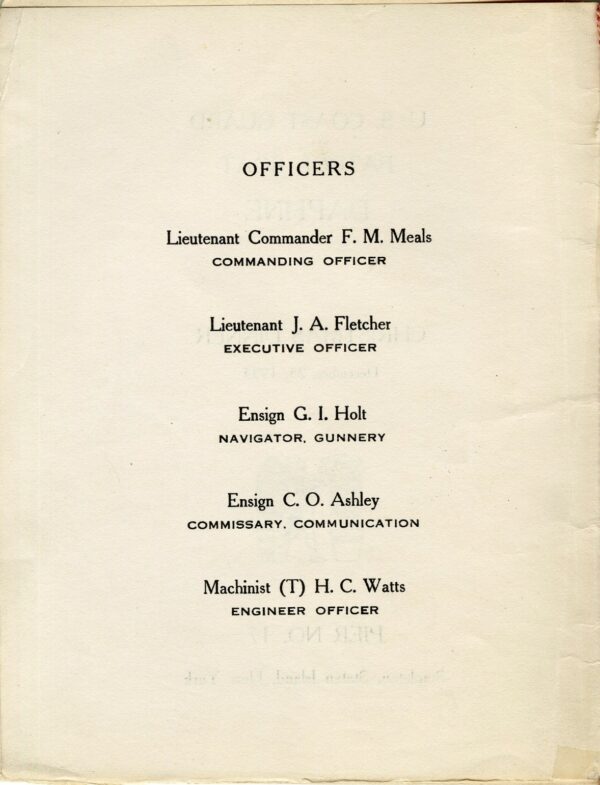 OFFICERS
Lieutenant Commander F. M. Meals
COMMANDING OFFICER
Lieutenant J. A. Fletcher
EXECUTIVE OFFICER
Ensign G. I. Holt
NAVIGATOR, GUNNERY
Ensign C. O. Ashley
COMMISSARY, COMMUNICATION
Machinist (T) H. C. Watts
ENGINEER OFFICER